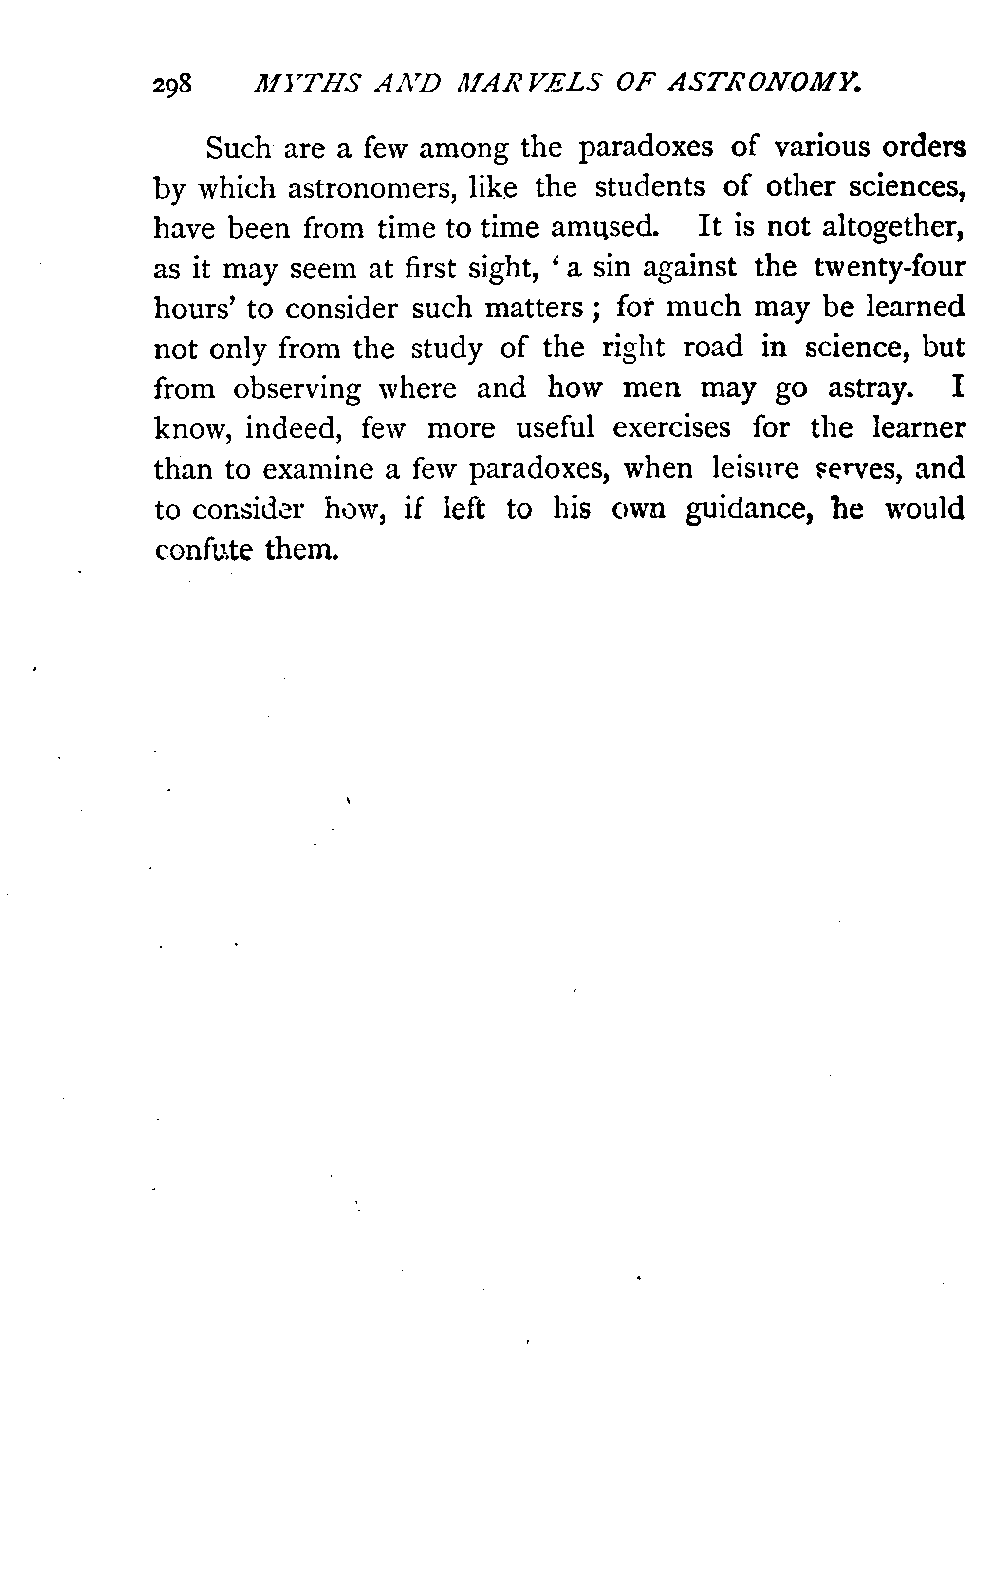 298 MYTHS AND MARVELS OF ASTRONOMY.
Such are a few among the paradoxes of various orders
by which astronomers, like the students of other sciences,
have been from time to time amused. It is not altogether,
as it may seem at first sight, ‘a sin against the twenty-four
hours’ to consider such matters; for much may be learned
not only from the study of the right road in science, but
from observing where and how men may go astray. I
know, indeed, few more useful exercises for the learner
than to examine a few paradoxes, when leisure serves, and
to consider how, if left to his own guidance, he would
confute them.